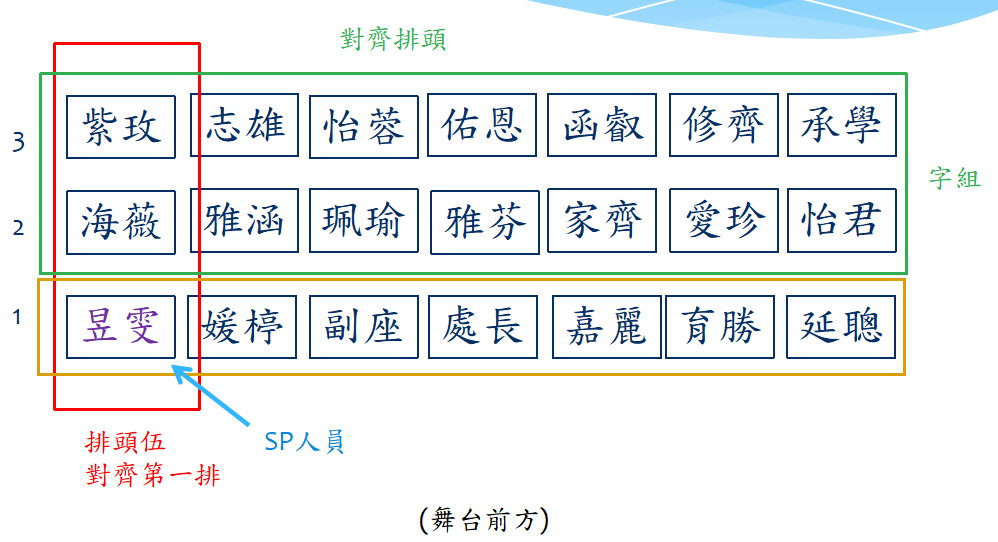 對齊排頭
3 紫玫 志雄 怡蓉 佑恩 函叡 修齊 承學
字組
2 海薇 雅涵 珮瑜 雅芬 家齊 愛珍 怡君
1 昱雯 媛楟 副座 處長 嘉麗 育勝 延聰
排頭伍
對齊第一排
SP人員
(舞台前方)